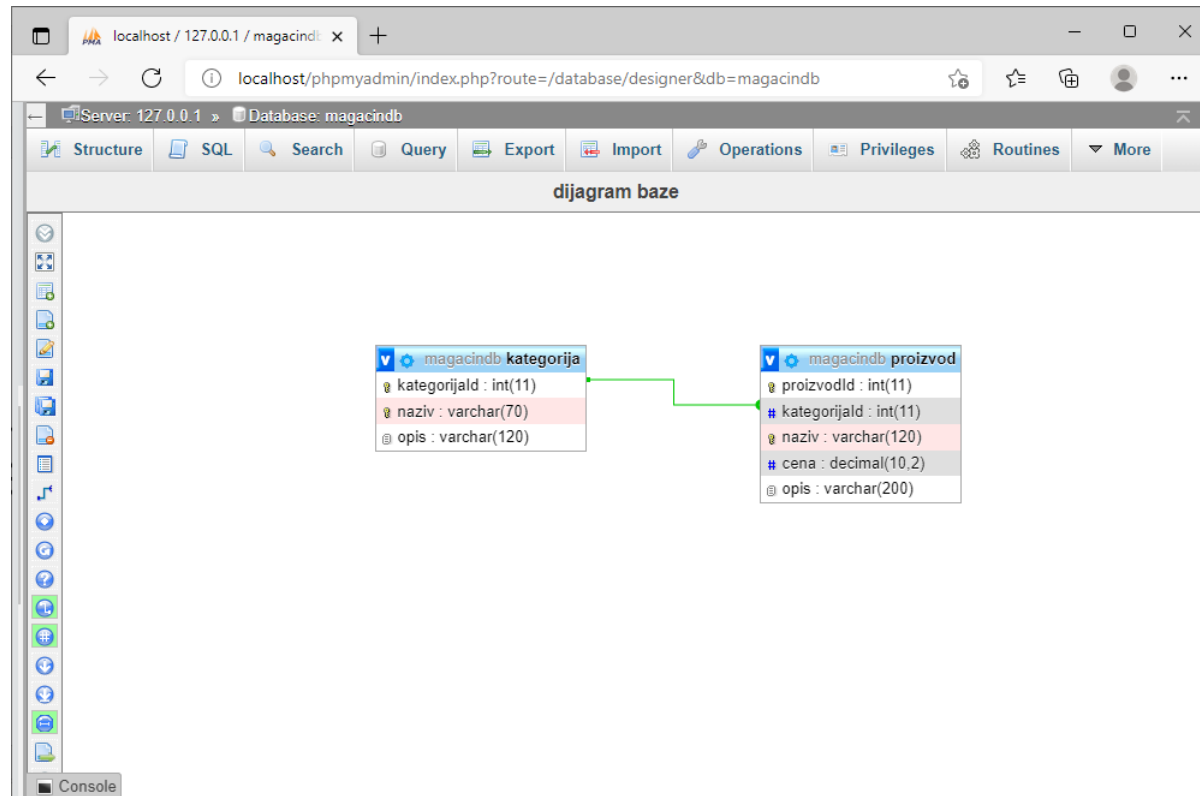 localhost / 127.0.0.1 / magacindb
localhost/phpmyadmin/index.php?route=/database/designer&db=magacindb
Server: 127.0.0.1 » Database: magacindb
Structure SQL Search Query Export Import Operations Privileges Routines More
dijagram baze
magacindb kategorija
kategorijaId : int(11)
naziv : varchar(70)
opis : varchar(120)
magacindb proizvod
proizvodId : int(11)
# kategorijaId : int(11)
naziv : varchar(120)
# cena : decimal(10,2)
opis : varchar(200)
Console